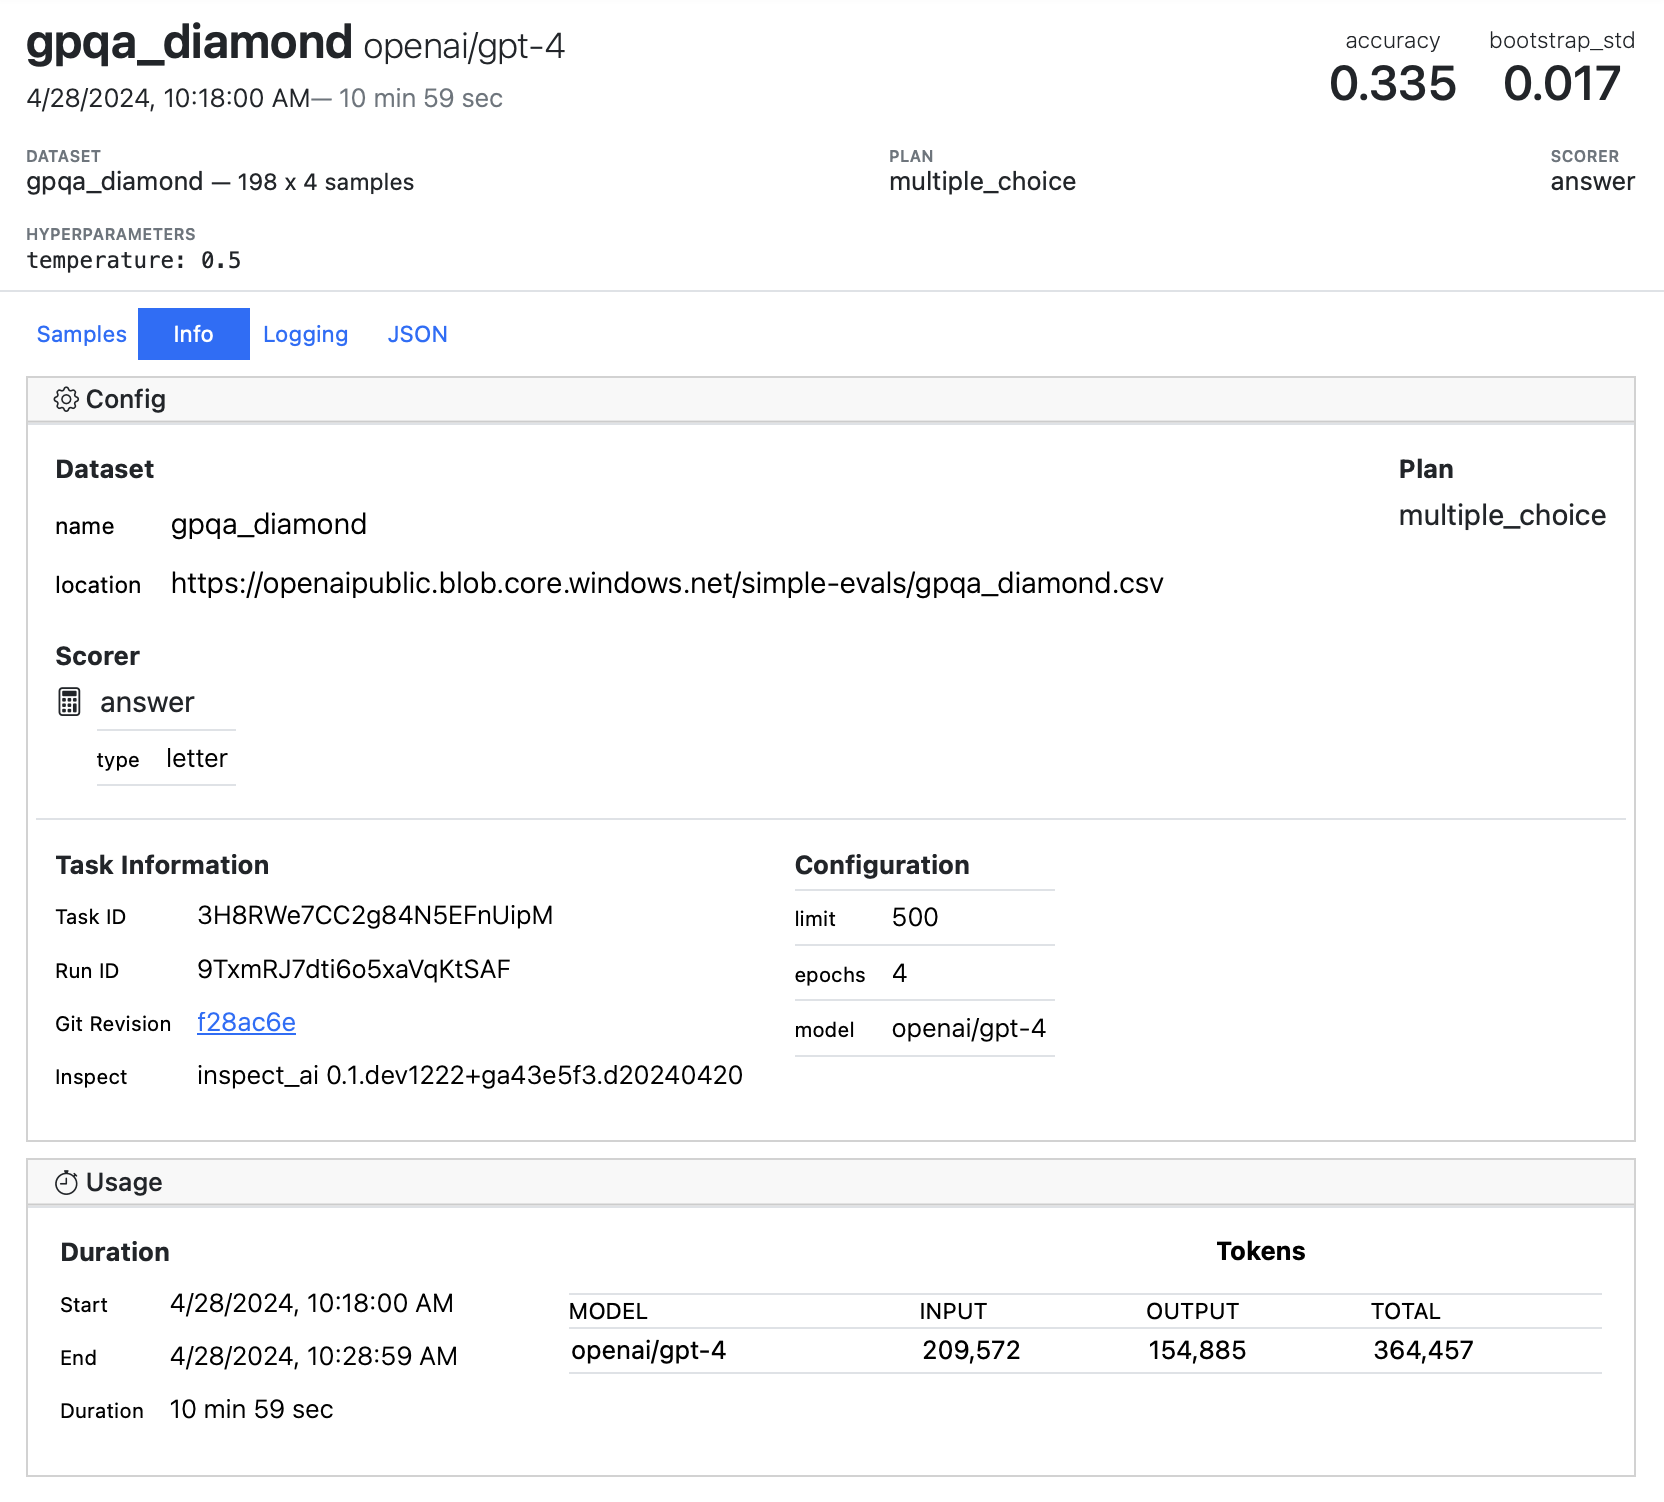 gpqa_diamond openai/gpt-4
4/28/2024, 10:18:00 AM— 10 min 59 sec
accuracy
0.335
bootstrap_std
0.017
DATASET
gpqa_diamond — 198 x 4 samples
PLAN
multiple_choice
SCORER
answer
HYPERPARAMETERS
temperature: 0.5
Samples Info Logging JSON
Config
Dataset
name gpqa_diamond
location https://openaipublic.blob.core.windows.net/simple-evals/gpqa_diamond.csv
Plan
multiple_choice
Scorer
answer
type letter
Task Information
Task ID 3H8RWe7CC2g84N5EFnUipM
Run ID 9TxmRJ7dti6o5xaVqKtSAF
Git Revision f28ac6e
Inspect inspect_ai 0.1.dev1222+ga43e5f3.d20240420
Configuration
limit 500
epochs 4
model openai/gpt-4
Usage
Duration
Start 4/28/2024, 10:18:00 AM
End 4/28/2024, 10:28:59 AM
Duration 10 min 59 sec
Tokens
MODEL INPUT OUTPUT TOTAL
openai/gpt-4 209,572 154,885 364,457